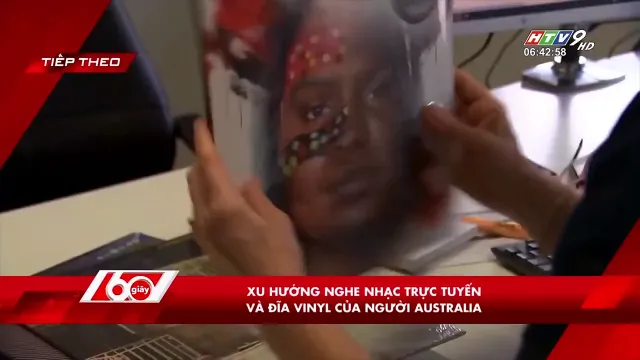 TIẾP THEO
HTV9 HD
06:42:58
60 giây
XU HƯỚNG NGHE NHẠC TRỰC TUYẾN
VÀ ĐĨA VINYL CỦA NGƯỜI AUSTRALIA